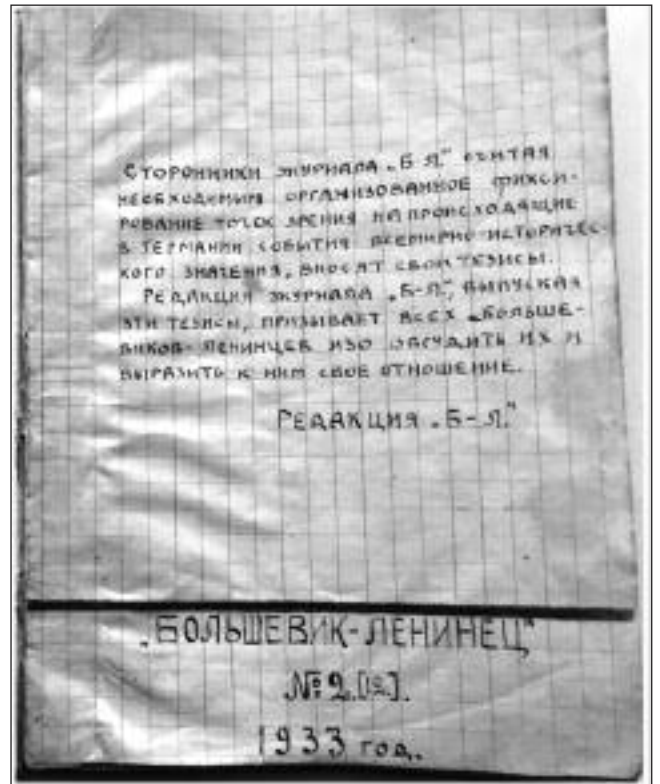 СТОРОННИКИ ЖУРНАЛА „Б-Л." СЧИТАЯ
НЕОБХОДИМЫМ ОРГАНИЗОВАННОЕ ФИКСИ-
РОВАНИЕ ТОЧЕК ЗРЕНИЯ НА ПРОИСХОДЯЩИЕ
В ГЕРМАНИИ СОБЫТИЯ ВСЕМИРНО-ИСТОРИЧЕС-
КОГО ЗНАЧЕНИЯ, ВНОСЯТ СВОИ ТЕЗИСЫ.
РЕДАКЦИЯ ЖУРНАЛА „Б-Л.", ВЫПУСКАЯ
ЭТИ ТЕЗИСЫ, ПРИЗЫВАЕТ ВСЕХ „БОЛЬШЕ-
ВИКОВ-ЛЕНИНЦЕВ ИЗО ОБСУДИТЬ ИХ И
ВЫРАЗИТЬ К НИМ СВОЕ ОТНОШЕНИЕ.
РЕДАКЦИЯ „Б-Л."
„БОЛЬШЕВИК-ЛЕНИНЕЦ"
№ 2.[12].
1933 год.